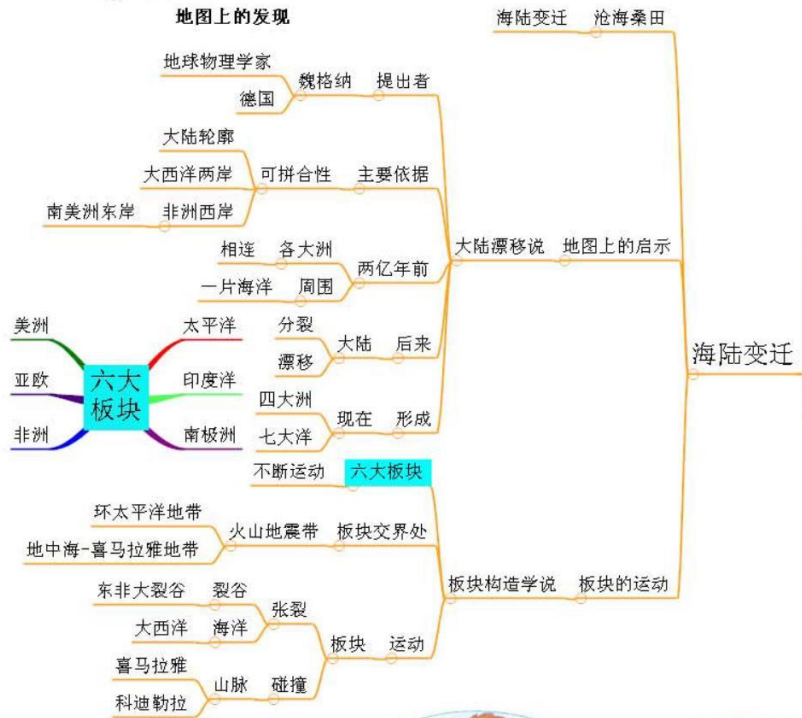 地图上的发现
海陆变迁 沧海桑田
地球物理学家
魏格纳 提出者
德国
大陆轮廓
大西洋两岸 可拼合性 主要依据
南美洲东岸 非洲西岸
大陆漂移说 地图上的启示
相连 各大洲
两亿年前
一片海洋 周围
分裂
大陆 后来
漂移
四大洲
现在 形成
七大洋
美洲 太平洋
亚欧 六大板块 印度洋
非洲 南极洲
海陆变迁
不断运动 六大板块
环太平洋地带
火山地震带 板块交界处
地中海-喜马拉雅地带
板块构造学说 板块的运动
东非大裂谷 裂谷
张裂
大西洋 海洋
板块 运动
喜马拉雅
山脉 碰撞
科迪勒拉